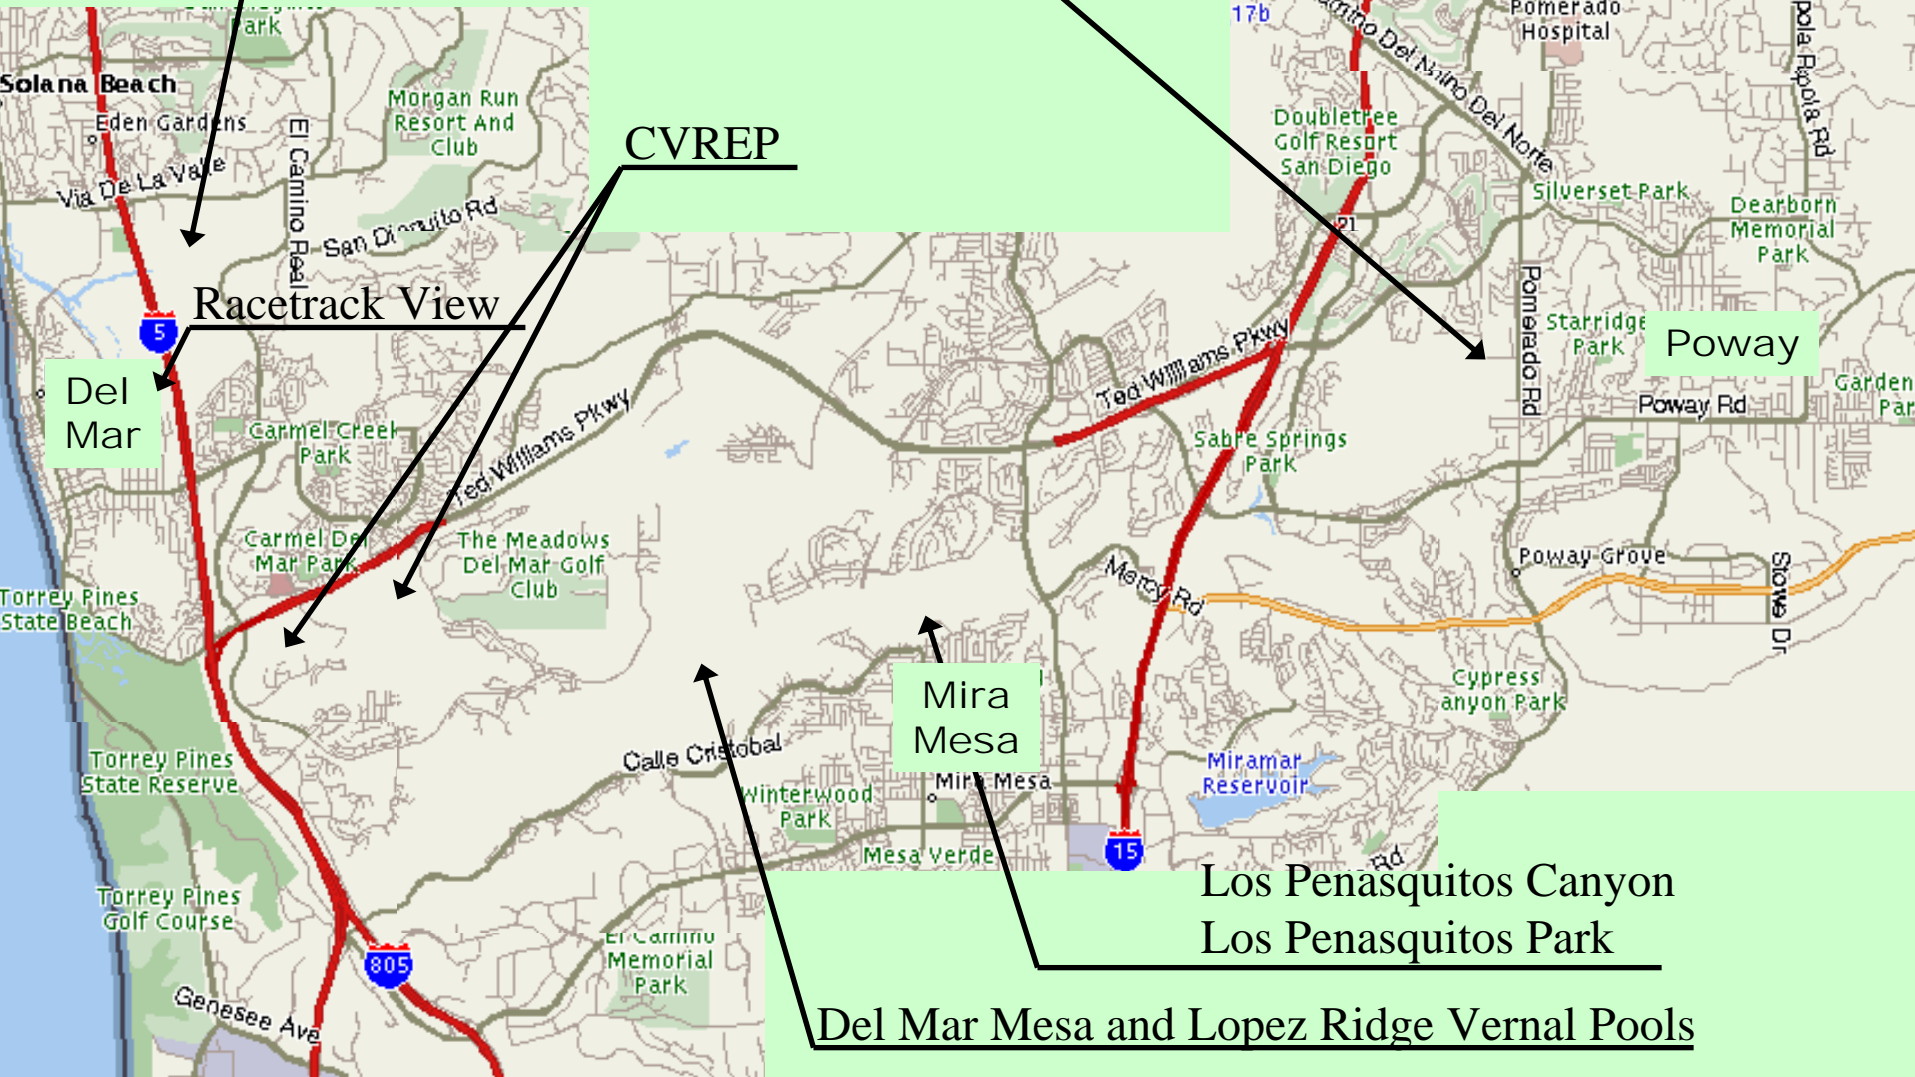 Park
17b
Pomerado
Hospital
Solana Beach
Eden Gardens
Morgan Run
Resort And
Club
El Camino Real
Via De La Valle
San Dieguito Rd
CVREP
Doubletree
Golf Resort
San Diego
21
Del Norte
Silverset Park
Dearborn
Memorial
Park
Racetrack View
5
Del
Mar
Ted Williams Pkwy
Pomerado Rd
Starridge
Park
Poway
Garden
Poway Rd
Carmel Creek
Park
Ted Williams Pkwy
Sabre Springs
Park
Carmel Del
Mar Park
The Meadows
Del Mar Golf
Club
Mercy Rd
Poway Grove
Stowe Dr
Torrey Pines
State Beach
Cypress
anyon Park
Mira
Mesa
Calle Cristobal
Mira Mesa
Miramar
Reservoir
Torrey Pines
State Reserve
Winterwood
Park
Mesa Verde
15
Rd
Los Penasquitos Canyon
Los Penasquitos Park
Torrey Pines
Golf Course
805
El Camino
Memorial
Park
Genesee Ave
Del Mar Mesa and Lopez Ridge Vernal Pools